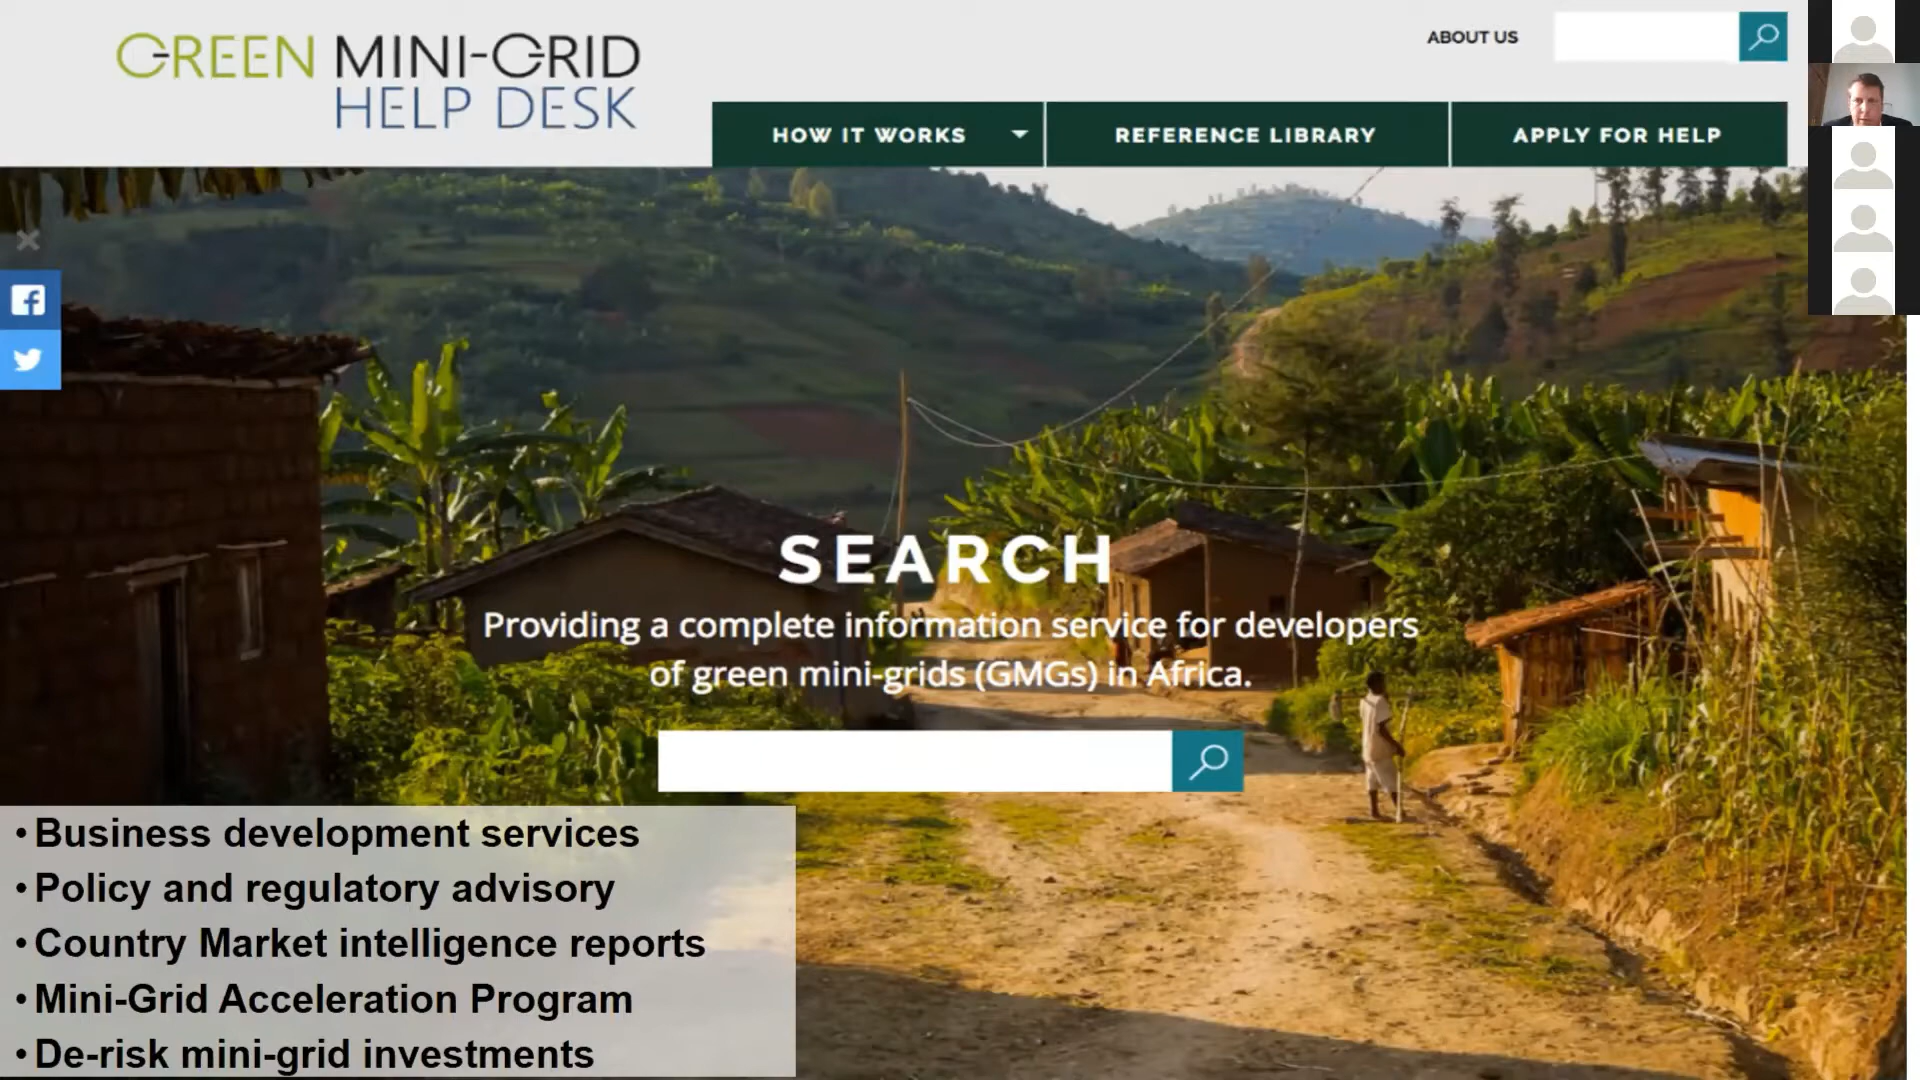 GREEN MINI-GRID
HELP DESK
ABOUT US
HOW IT WORKS
REFERENCE LIBRARY
APPLY FOR HELP
SEARCH
Providing a complete information service for developers
of green mini-grids (GMGs) in Africa.
• Business development services
• Policy and regulatory advisory
• Country Market intelligence reports
• Mini-Grid Acceleration Program
• De-risk mini-grid investments